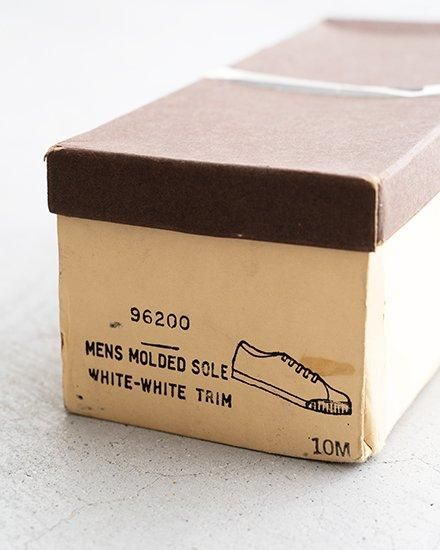 96200
MENS MOLDED SOLE
WHITE-WHITE TRIM
10M